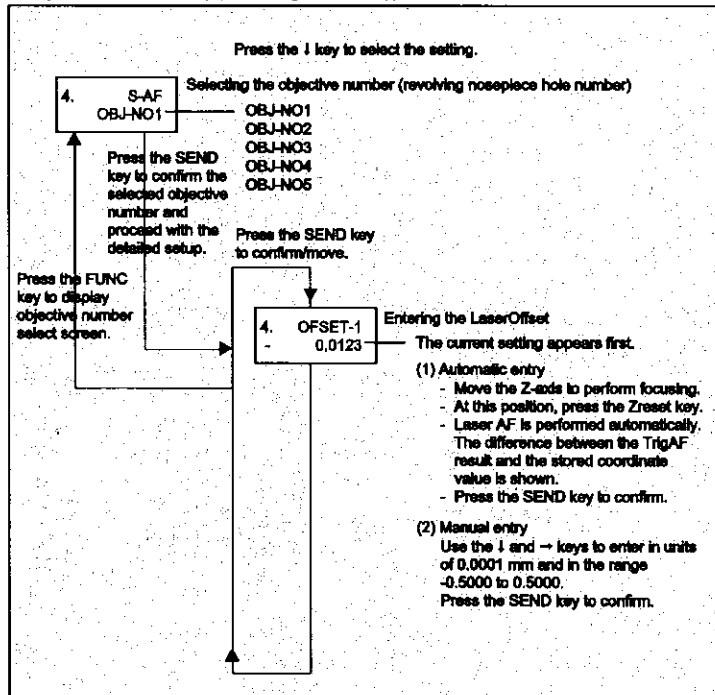 Press the ↓ key to select the setting.
Selecting the objective number (revolving nosepiece hole number)
4. S-AF
OBJ-NO1
OBJ-NO1
OBJ-NO2
OBJ-NO3
OBJ-NO4
OBJ-NO5
Press the SEND
key to confirm the
selected objective
number and
proceed with the
detailed setup.
Press the SEND key
to confirm/move.
Press the FUNC
key to display
objective number
select screen.
4. OFSET-1
- 0,0123
Entering the LaserOffset
The current setting appears first.
(1) Automatic entry
- Move the Z-axis to perform focusing.
- At this position, press the Zreset key.
- Laser AF is performed automatically.
The difference between the TrigAF
result and the stored coordinate
value is shown.
- Press the SEND key to confirm.
(2) Manual entry
Use the ↓ and → keys to enter in units
of 0.0001 mm and in the range
-0.5000 to 0.5000.
Press the SEND key to confirm.